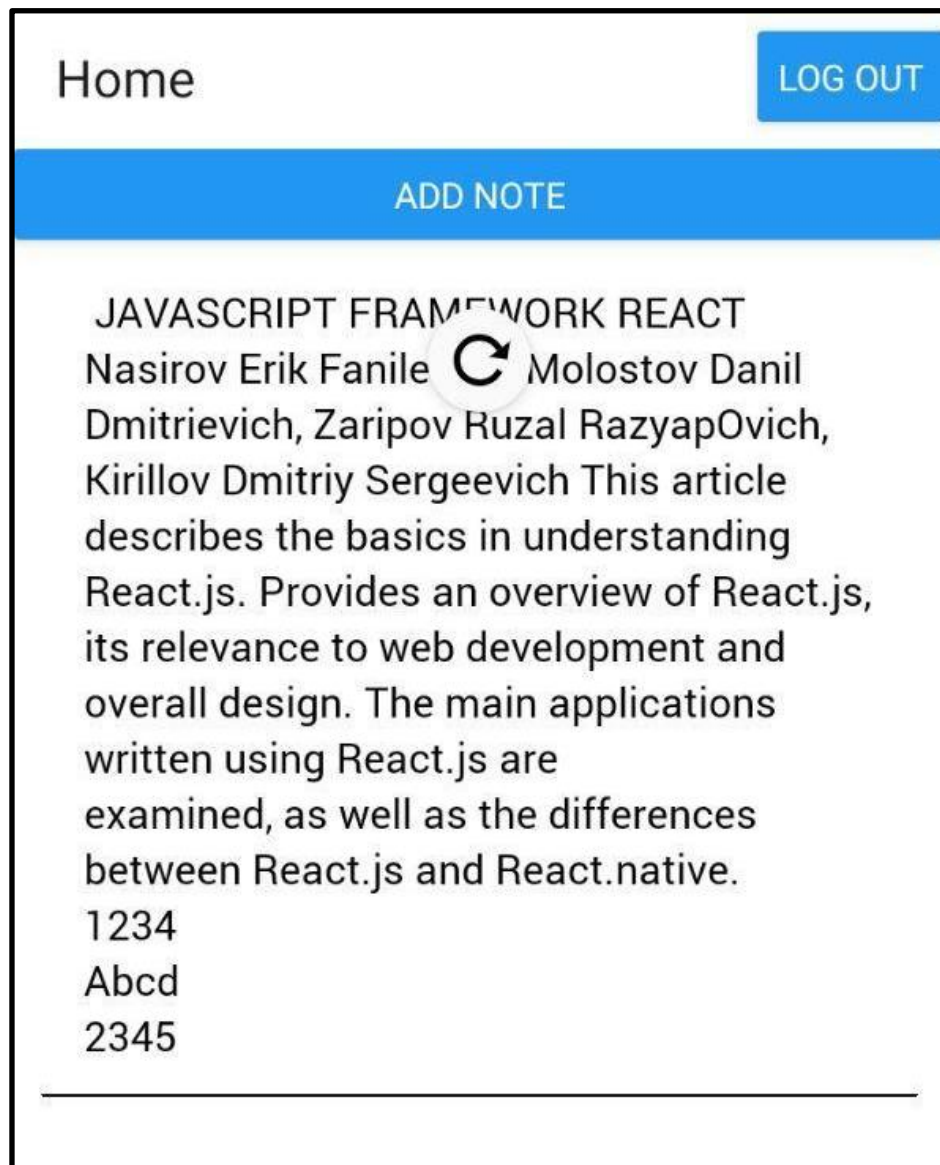 Home
LOG OUT
ADD NOTE
JAVASCRIPT FRAMEWORK REACT
Nasirov Erik Fanile Molostov Danil
Dmitrievich, Zaripov Ruzal RazyapOvich,
Kirillov Dmitriy Sergeevich This article
describes the basics in understanding
React.js. Provides an overview of React.js,
its relevance to web development and
overall design. The main applications
written using React.js are
examined, as well as the differences
between React.js and React.native.
1234
Abcd
2345